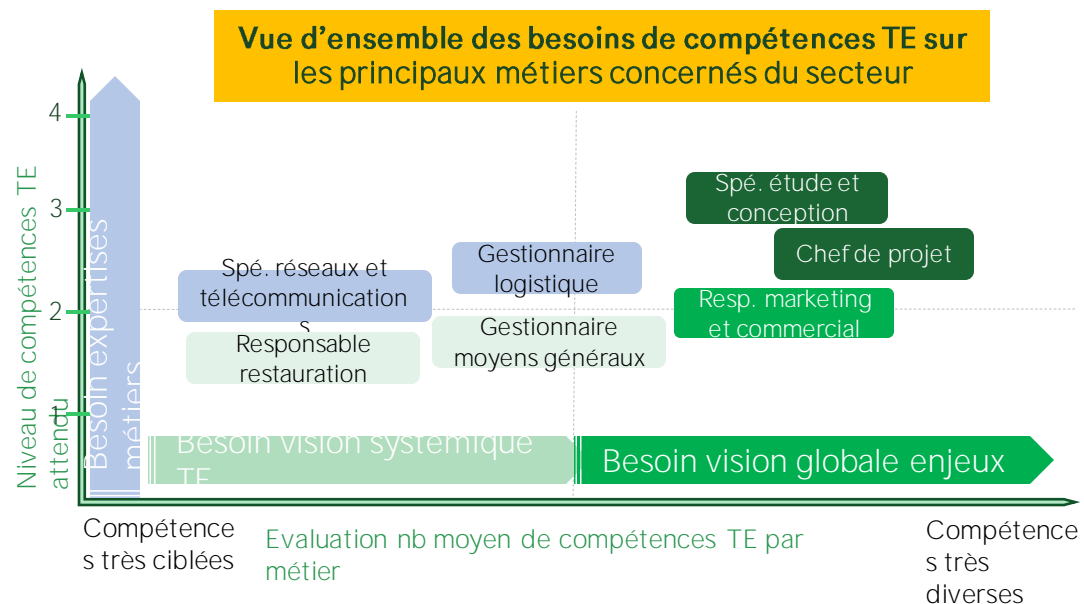 Vue d’ensemble des besoins de compétences TE sur
les principaux métiers concernés du secteur
4
3
2
1
Niveau de compétences TE
attendu
Besoin expertises
métiers
Spé. étude et
conception
Chef de projet
Gestionnaire
logistique
Spé. réseaux et
télécommunication
s
Resp. marketing
et commercial
Gestionnaire
moyens généraux
Responsable
restauration
Besoin vision systémique
TE
Besoin vision globale enjeux
Compétence
s très ciblées
Evaluation nb moyen de compétences TE par
métier
Compétence
s très
diverses